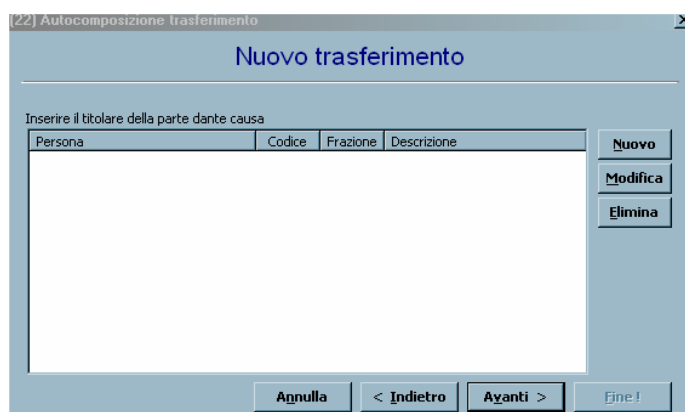 [22] Autocomposizione trasferimento
Nuovo trasferimento
Inserire il titolare della parte dante causa
Persona Codice Frazione Descrizione
Nuovo
Modifica
Elimina
Annulla < Indietro Avanti > Fine!